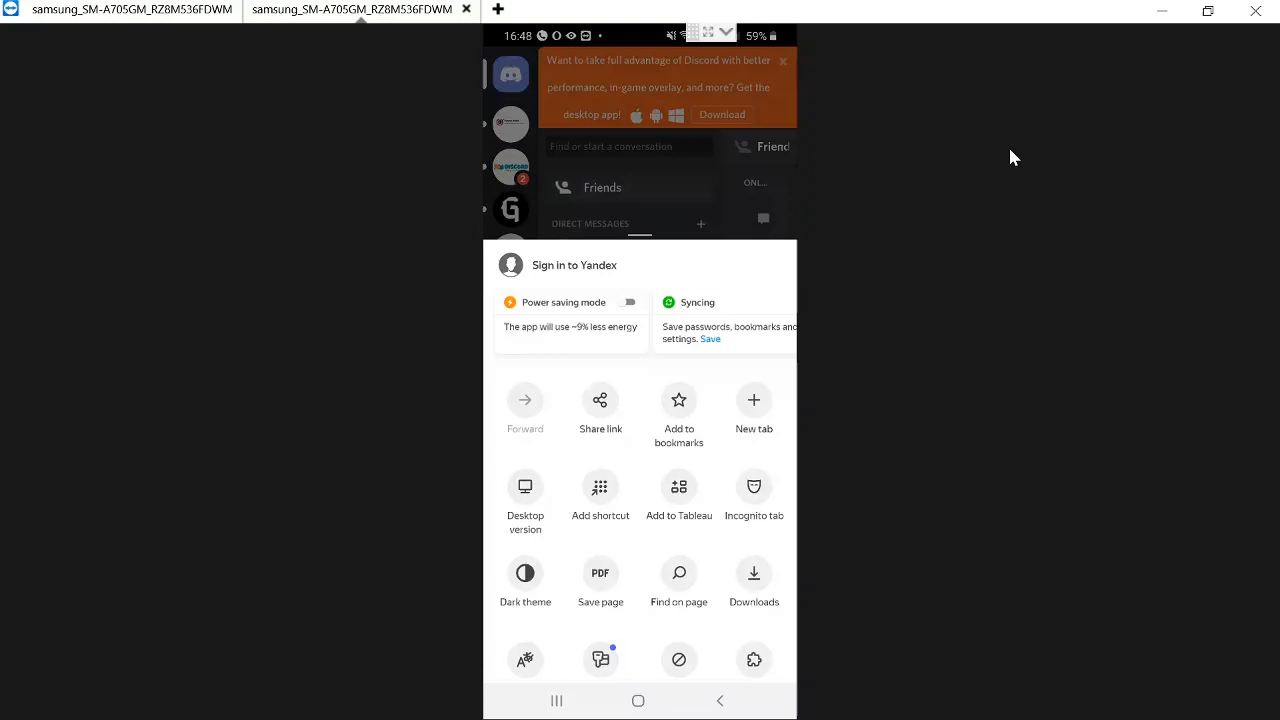 samsung_SM-A705GM_RZ8M536FDWM
samsung_SM-A705GM_RZ8M536FDWM
16:48
59%
Want to take full advantage of Discord with better
performance, in-game overlay, and more? Get the
desktop app!
Download
Find or start a conversation
Friend
Friends
ONL...
DIRECT MESSAGES
DISCORD
2
G
Sign in to Yandex
Power saving mode
Syncing
The app will use ~9% less energy
Save passwords, bookmarks and
settings. Save
Forward
Share link
Add to
bookmarks
New tab
Desktop
version
Add shortcut
Add to Tableau
Incognito tab
PDF
Dark theme
Save page
Find on page
Downloads